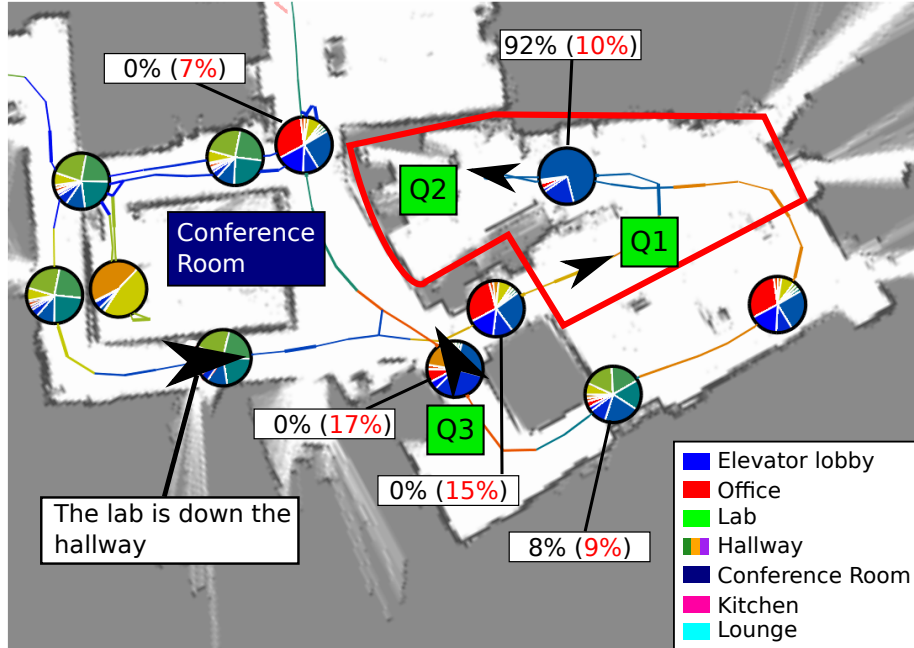 92% (10%)
0% (7%)
Q2
Q1
Conference
Room
0% (17%)
Q3
0% (15%)
The lab is down the
hallway
8% (9%)
Elevator lobby
Office
Lab
Hallway
Conference Room
Kitchen
Lounge